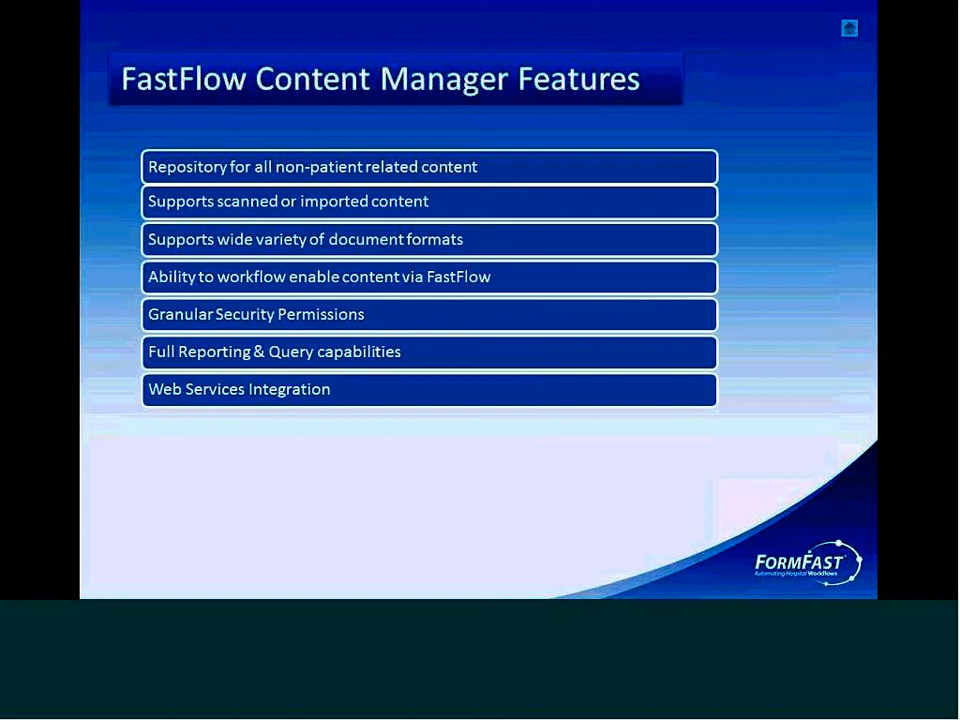 FastFlow Content Manager Features
Repository for all non-patient related content
Supports scanned or imported content
Supports wide variety of document formats
Ability to workflow enable content via FastFlow
Granular Security Permissions
Full Reporting & Query capabilities
Web Services Integration
FORMFAST
Automating Hospital Workflows